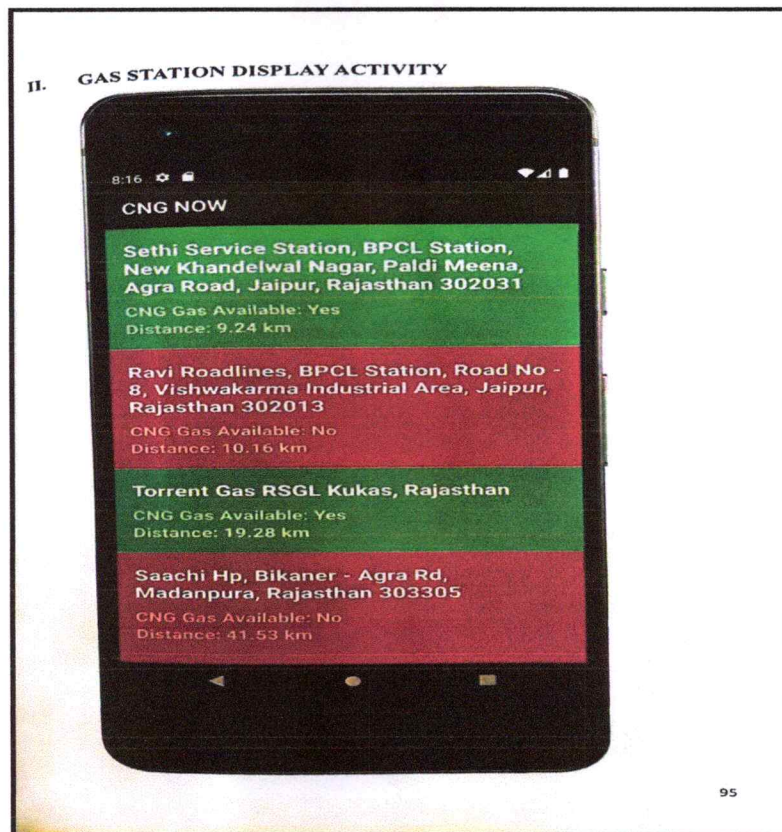 II. GAS STATION DISPLAY ACTIVITY
8:16
CNG NOW
Sethi Service Station, BPCL Station,
New Khandelwal Nagar, Paldi Meena,
Agra Road, Jaipur, Rajasthan 302031
CNG Gas Available: Yes
Distance: 9.24 km
Ravi Roadlines, BPCL Station, Road No -
8, Vishwakarma Industrial Area, Jaipur,
Rajasthan 302013
CNG Gas Available: No
Distance: 10.16 km
Torrent Gas RSGL Kukas, Rajasthan
CNG Gas Available: Yes
Distance: 19.28 km
Saachi Hp, Bikaner - Agra Rd,
Madanpura, Rajasthan 303305
CNG Gas Available: No
Distance: 41.53 km
95